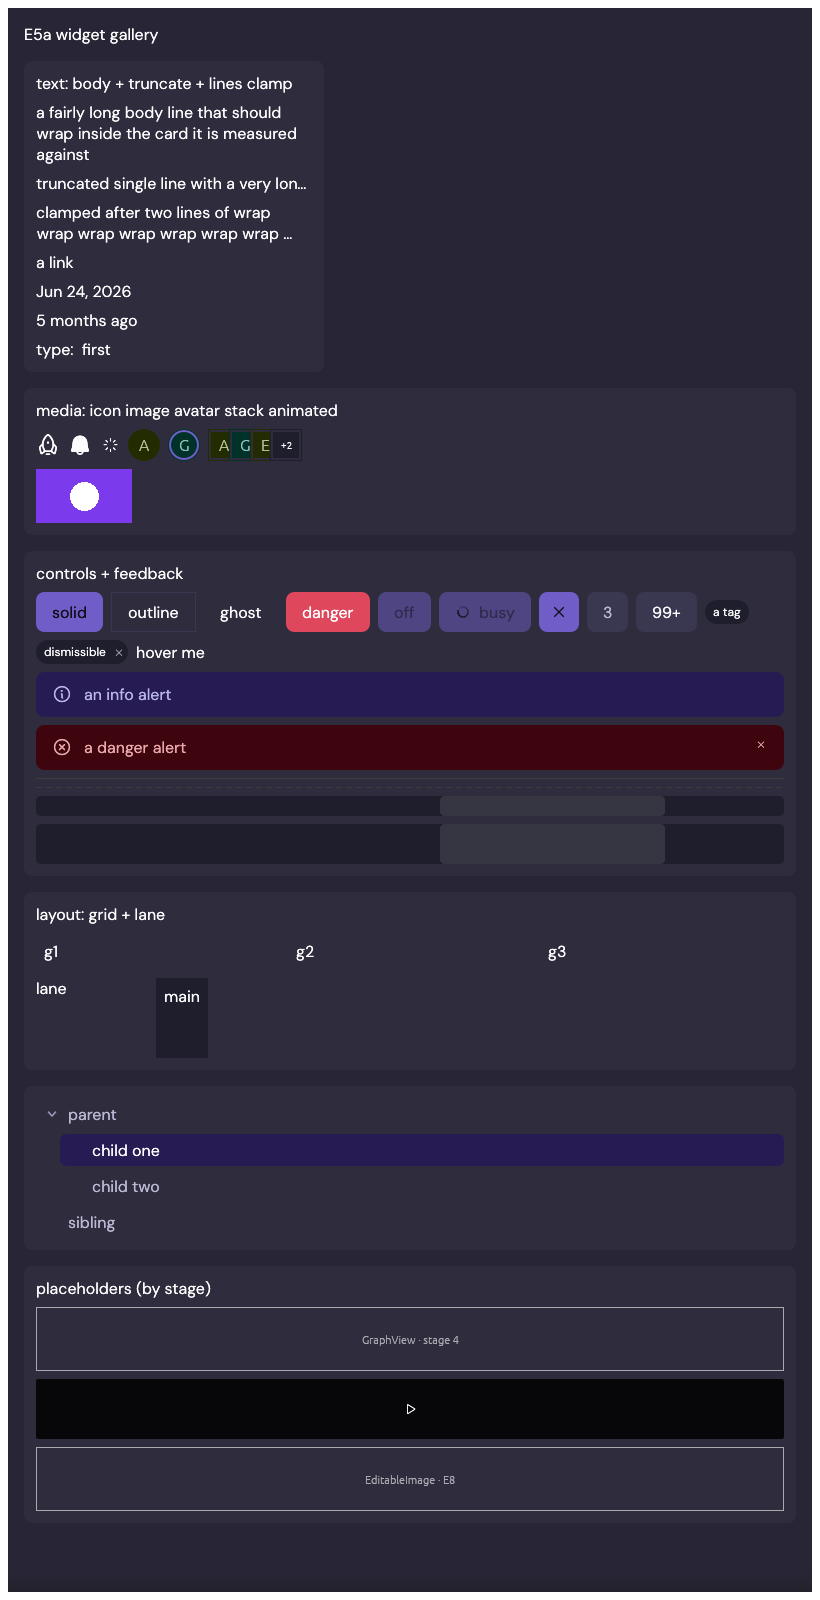 E5a widget gallery
text: body + truncate + lines clamp
a fairly long body line that should
wrap inside the card it is measured
against
truncated single line with a very lon...
clamped after two lines of wrap
wrap wrap wrap wrap wrap wrap ...
a link
Jun 24, 2026
5 months ago
type: first
media: icon image avatar stack animated
A G A G E +2
controls + feedback
solid outline ghost danger off busy 3 99+ a tag
dismissible × hover me
an info alert
a danger alert ×
layout: grid + lane
g1 g2 g3
lane main
parent
child one
child two
sibling
placeholders (by stage)
GraphView · stage 4
EditableImage · E8